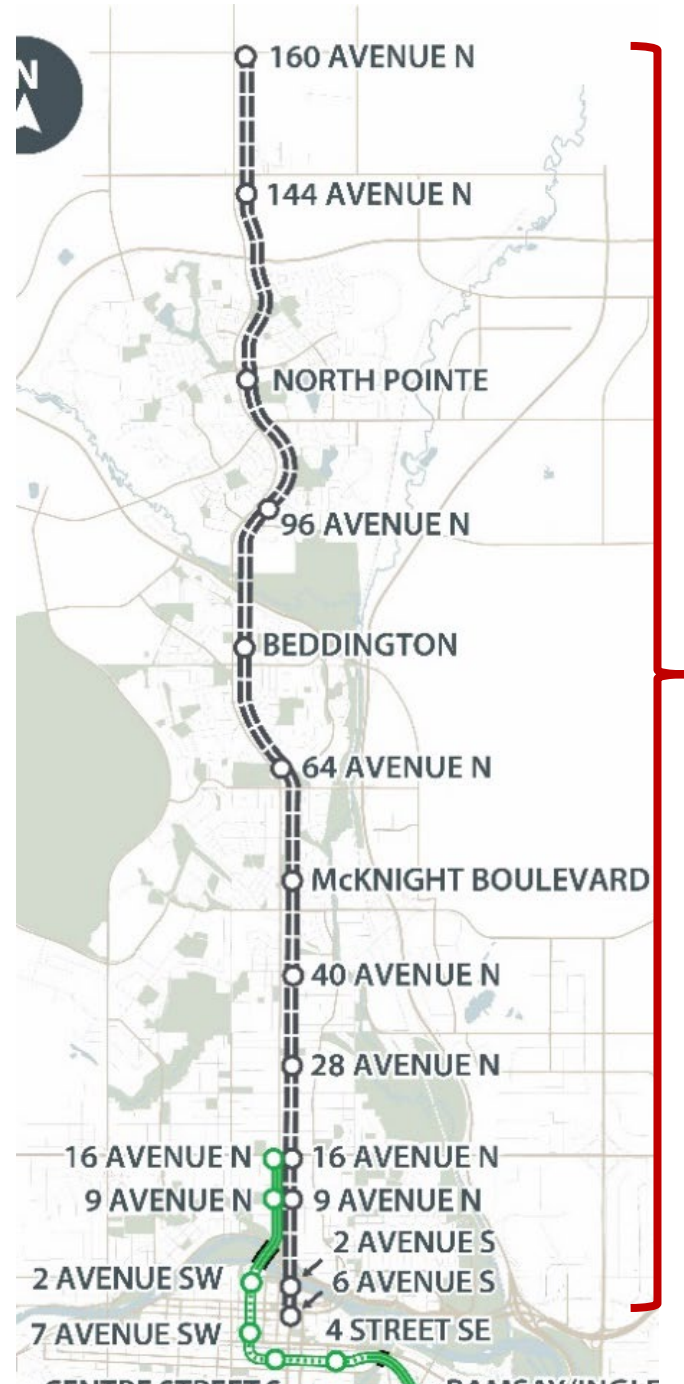 N
160 AVENUE N
144 AVENUE N
NORTH POINTE
96 AVENUE N
BEDDINGTON
64 AVENUE N
McKNIGHT BOULEVARD
40 AVENUE N
28 AVENUE N
16 AVENUE N
16 AVENUE N
9 AVENUE N
9 AVENUE N
2 AVENUE S
2 AVENUE SW
6 AVENUE S
7 AVENUE SW
4 STREET SE
CENTRE STREET S